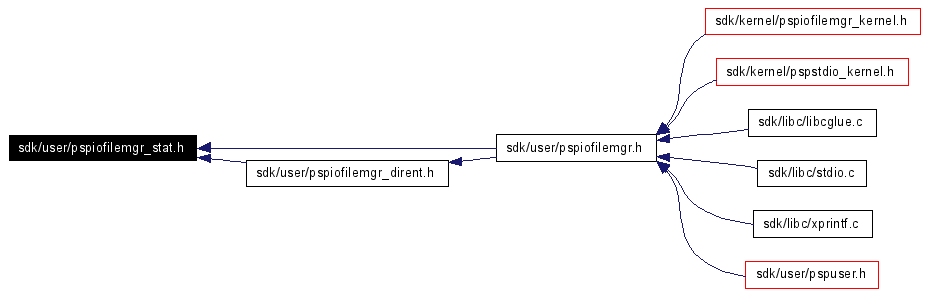 sdk/kernel/pspiofilemgr_kernel.h
sdk/kernel/pspstdio_kernel.h
sdk/libc/libcglue.c
sdk/user/pspiofilemgr_stat.h
sdk/user/pspiofilemgr.h
sdk/user/pspiofilemgr_dirent.h
sdk/libc/stdio.c
sdk/libc/xprintf.c
sdk/user/pspuser.h